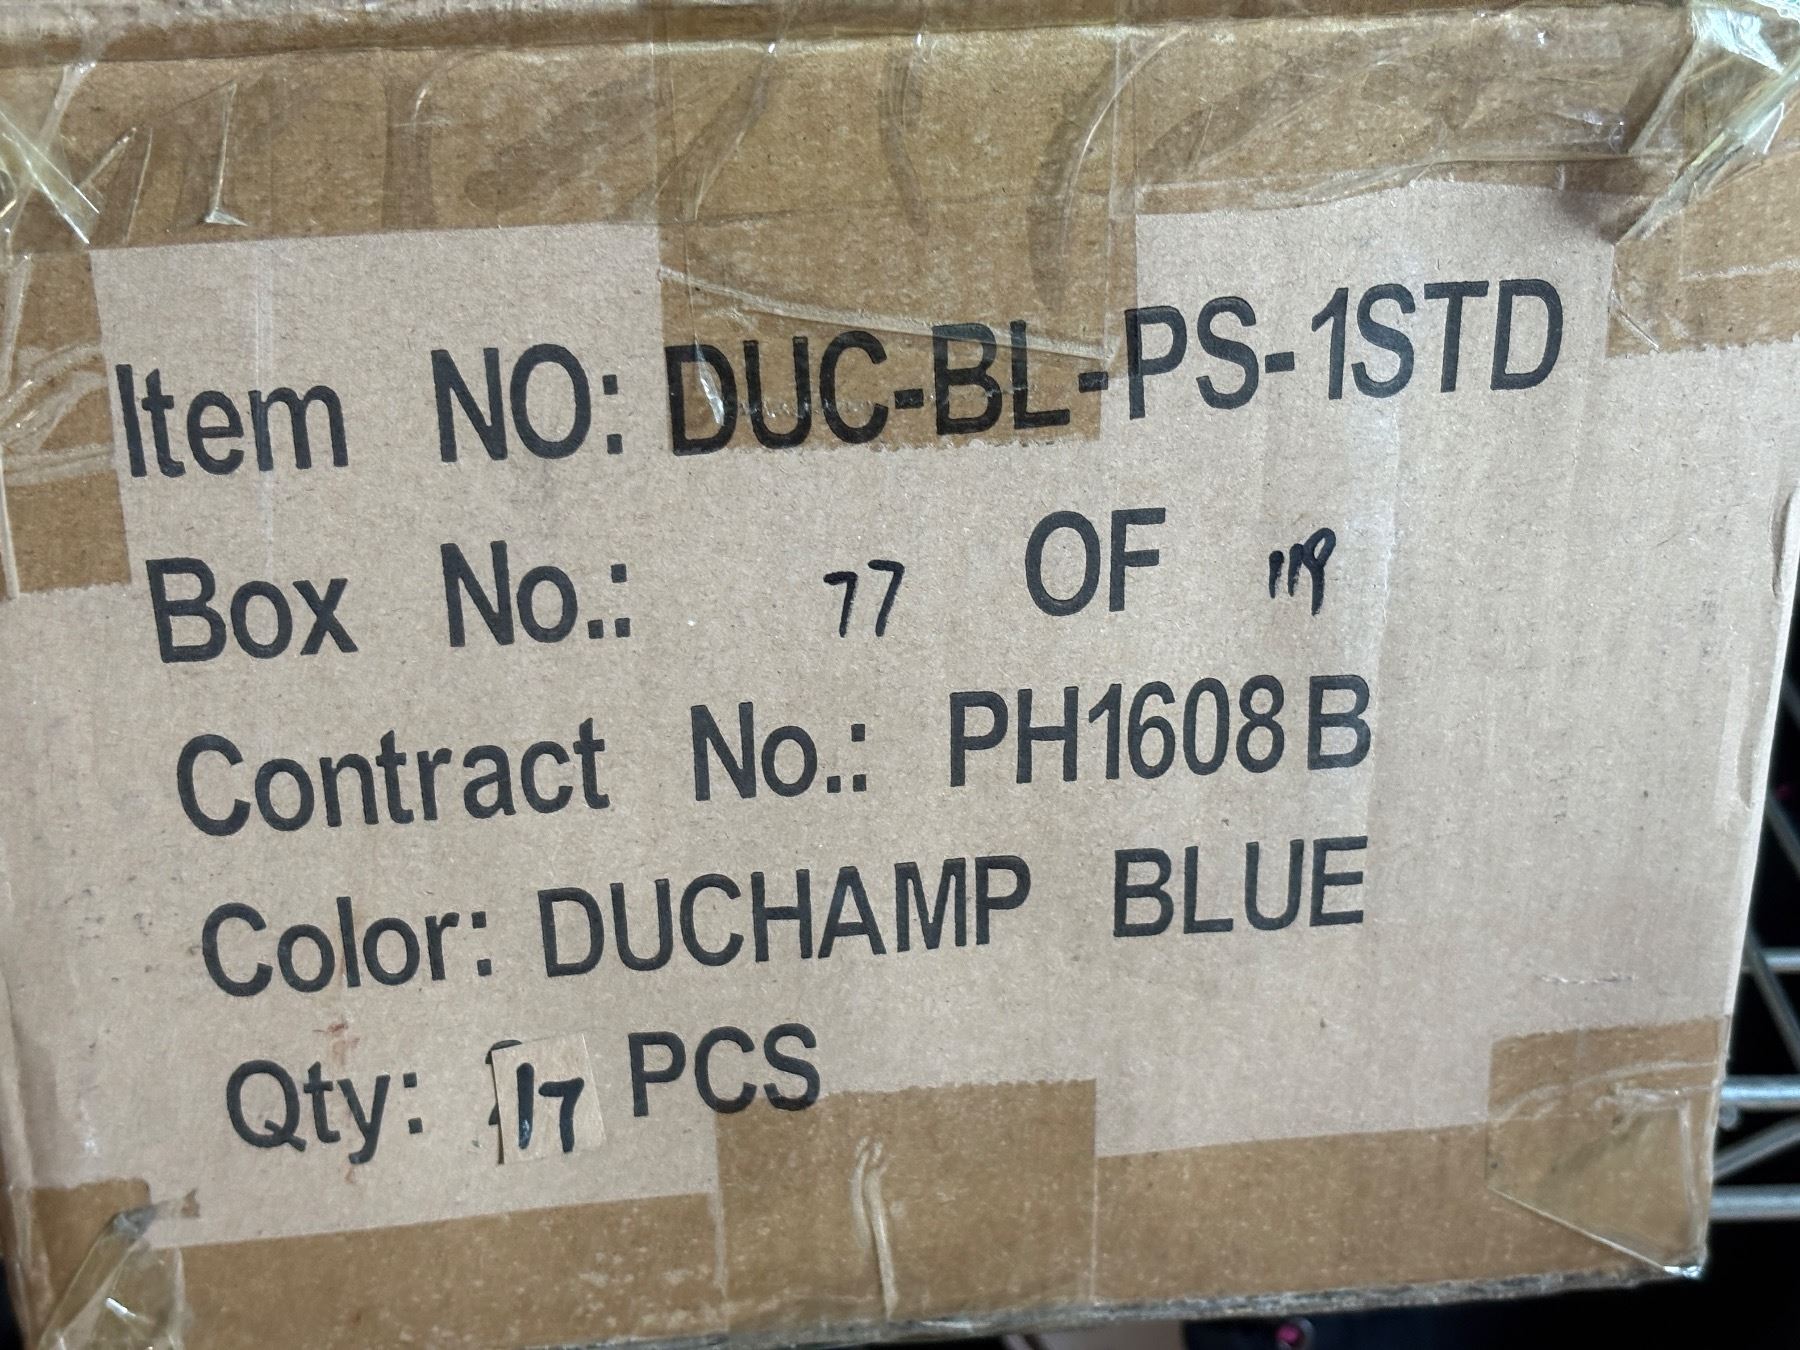 Item NO: DUC-BL-PS-1STD
Box No.: 77 OF 119
Contract No.: PH1608B
Color: DUCHAMP BLUE
Qty: 17 PCS